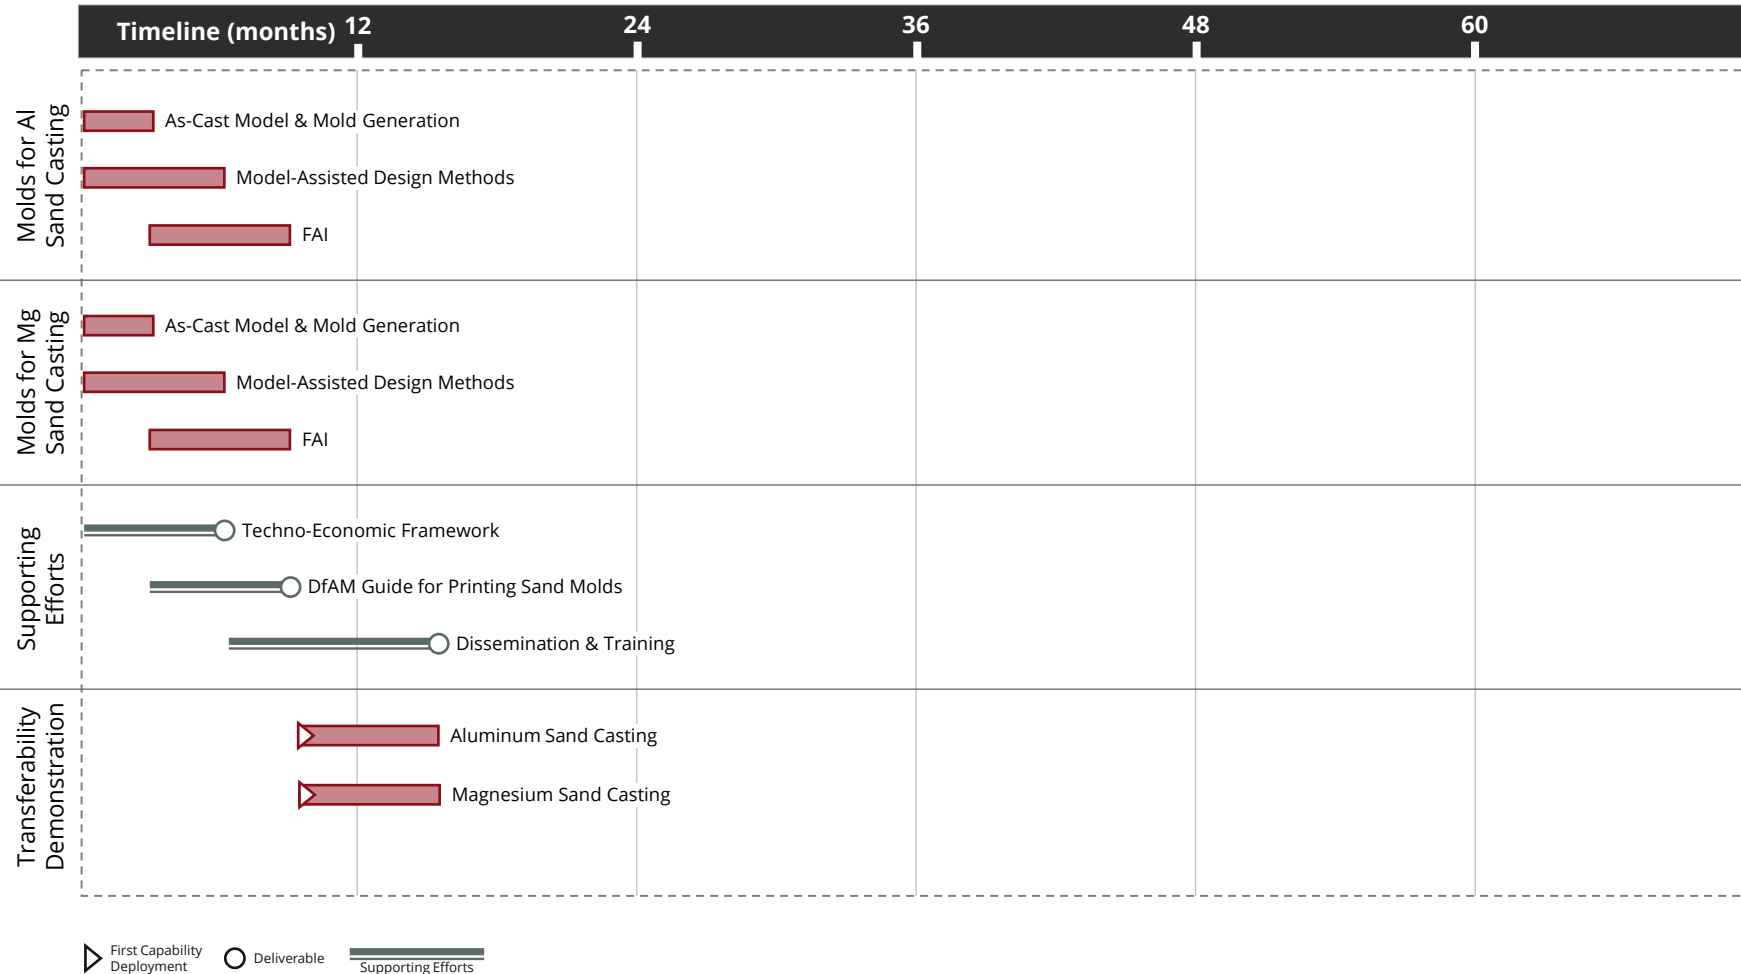 Timeline (months) 12 24 36 48 60
Molds for Al
Sand Casting
As-Cast Model & Mold Generation
Model-Assisted Design Methods
FAI
Molds for Mg
Sand Casting
As-Cast Model & Mold Generation
Model-Assisted Design Methods
FAI
Supporting
Efforts
Techno-Economic Framework
DfAM Guide for Printing Sand Molds
Dissemination & Training
Transferability
Demonstration
Aluminum Sand Casting
Magnesium Sand Casting
First Capability
Deployment
Deliverable
Supporting Efforts